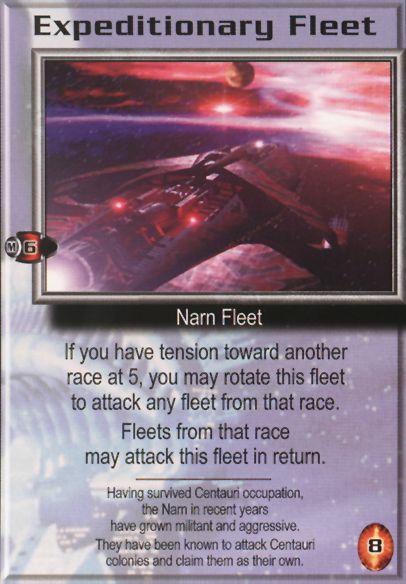 Expeditionary Fleet
M 6
Narn Fleet
If you have tension toward another
race at 5, you may rotate this fleet
to attack any fleet from that race.
Fleets from that race
may attack this fleet in return.
Having survived Centauri occupation,
the Narn in recent years
have grown militant and aggressive.
They have been known to attack Centauri
colonies and claim them as their own.
8